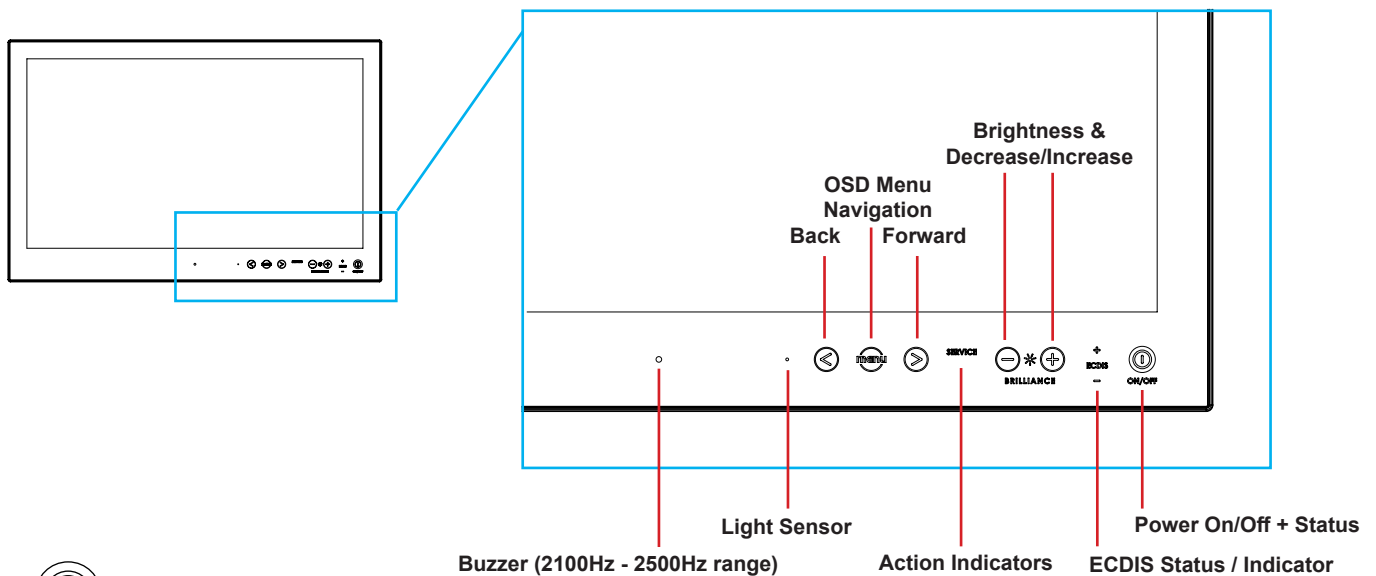 Brightness &
Decrease/Increase
OSD Menu
Navigation
Back
Forward
menu
SERVICE
BRILLIANCE
ECDIS
ON/OFF
Light Sensor
Power On/Off + Status
Buzzer (2100Hz - 2500Hz range)
Action Indicators
ECDIS Status / Indicator